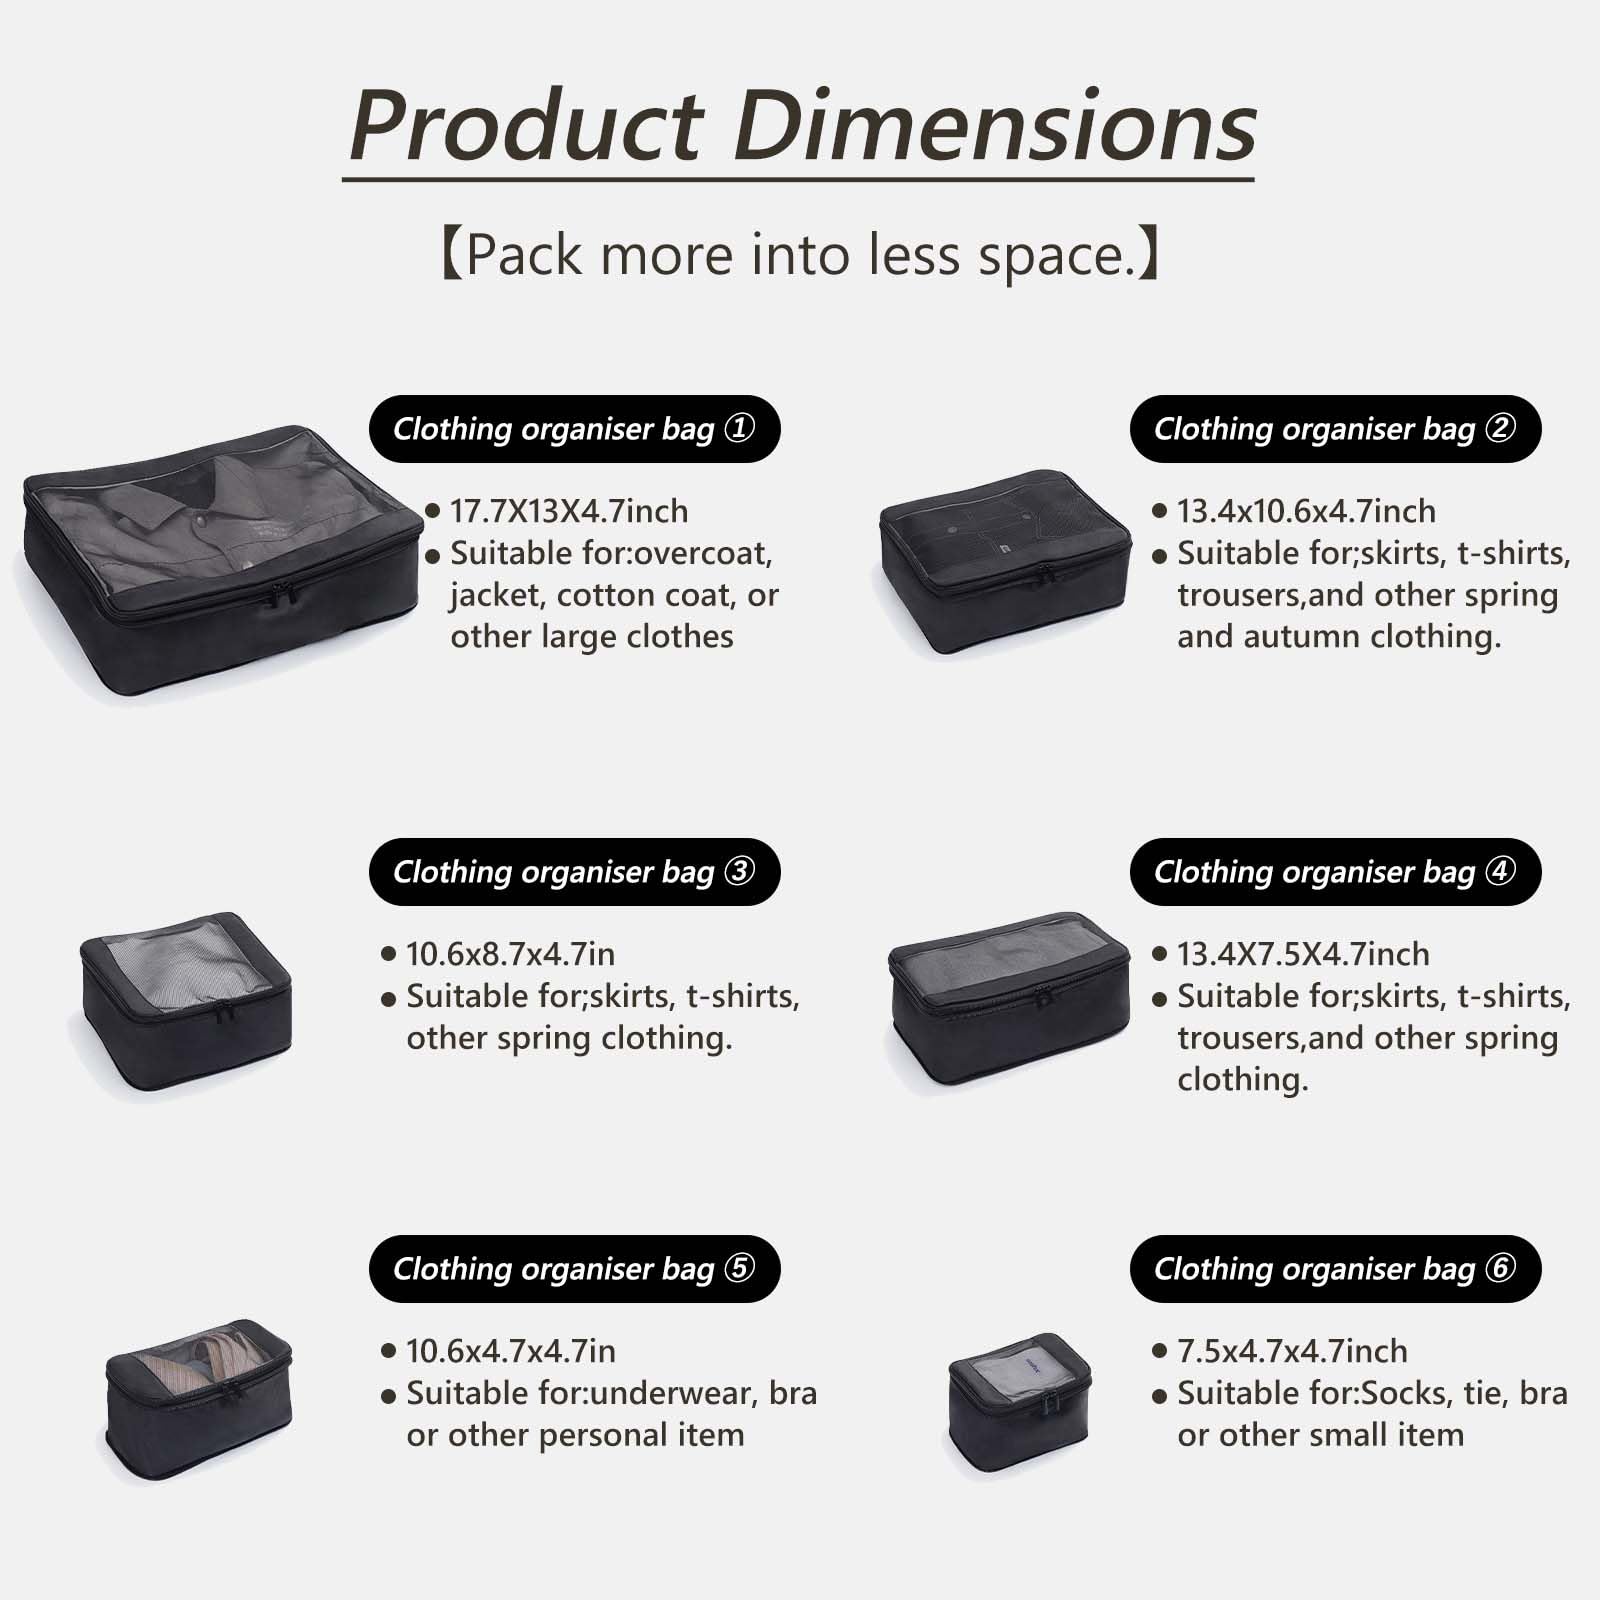 Product Dimensions
【Pack more into less space.】
Clothing organiser bag ①
• 17.7X13X4.7inch
• Suitable for:overcoat,
jacket, cotton coat, or
other large clothes
Clothing organiser bag ②
• 13.4x10.6x4.7inch
• Suitable for;skirts, t-shirts,
trousers,and other spring
and autumn clothing.
Clothing organiser bag ③
• 10.6x8.7x4.7in
• Suitable for;skirts, t-shirts,
other spring clothing.
Clothing organiser bag ④
• 13.4X7.5X4.7inch
• Suitable for;skirts, t-shirts,
trousers,and other spring
clothing.
Clothing organiser bag ⑤
• 10.6x4.7x4.7in
• Suitable for:underwear, bra
or other personal item
Clothing organiser bag ⑥
• 7.5x4.7x4.7inch
• Suitable for:Socks, tie, bra
or other small item